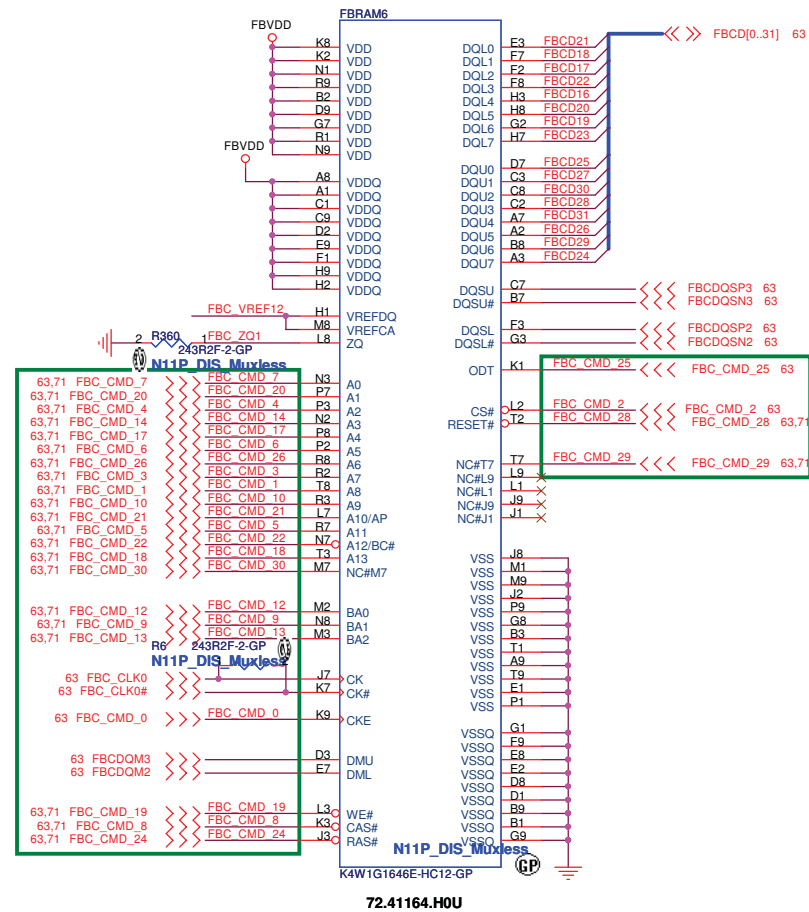 FBRAM6
FBVDD
K8 VDD
K2 VDD
N1 VDD
R9 VDD
B2 VDD
D9 VDD
G7 VDD
R1 VDD
N9 VDD
FBVDD
A8 VDDQ
A1 VDDQ
C1 VDDQ
C9 VDDQ
D2 VDDQ
E9 VDDQ
F1 VDDQ
H9 VDDQ
H2 VDDQ
FBC_VREF12 H1 VREFDQ
M8 VREFCA
2 R360 1 FBC_ZQ1 L8 ZQ
243R2F-2-GP
N11P_DIS_Muxless
63,71 FBC_CMD_7 FBC_CMD_7 N3 A0
63,71 FBC_CMD_20 FBC_CMD_20 P7 A1
63,71 FBC_CMD_4 FBC_CMD_4 P3 A2
63,71 FBC_CMD_14 FBC_CMD_14 N2 A3
63,71 FBC_CMD_17 FBC_CMD_17 P8 A4
63,71 FBC_CMD_6 FBC_CMD_6 P2 A5
63,71 FBC_CMD_26 FBC_CMD_26 R8 A6
63,71 FBC_CMD_3 FBC_CMD_3 R2 A7
63,71 FBC_CMD_1 FBC_CMD_1 T8 A8
63,71 FBC_CMD_10 FBC_CMD_10 R3 A9
63,71 FBC_CMD_21 FBC_CMD_21 L7 A10/AP
63,71 FBC_CMD_5 FBC_CMD_5 R7 A11
63,71 FBC_CMD_22 FBC_CMD_22 N7 A12/BC#
63,71 FBC_CMD_18 FBC_CMD_18 T3 A13
63,71 FBC_CMD_30 FBC_CMD_30 M7 NC#M7
63,71 FBC_CMD_12 FBC_CMD_12 M2 BA0
63,71 FBC_CMD_9 FBC_CMD_9 N8 BA1
63,71 FBC_CMD_13 FBC_CMD_13 M3 BA2
R6 243R2F-2-GP
N11P_DIS_Muxless
63 FBC_CLK0 J7 CK
63 FBC_CLK0# K7 CK#
63 FBC_CMD_0 FBC_CMD_0 K9 CKE
63 FBCDQM3 D3 DMU
63 FBCDQM2 E7 DML
63,71 FBC_CMD_19 FBC_CMD_19 L3 WE#
63,71 FBC_CMD_8 FBC_CMD_8 K3 CAS#
63,71 FBC_CMD_24 FBC_CMD_24 J3 RAS#
DQL0 E3 FBCD21 FBCD[0..31] 63
DQL1 F7 FBCD18
DQL2 F2 FBCD17
DQL3 F8 FBCD22
DQL4 H3 FBCD16
DQL5 H8 FBCD20
DQL6 G2 FBCD19
DQL7 H7 FBCD23
DQU0 D7 FBCD25
DQU1 C3 FBCD27
DQU2 C8 FBCD30
DQU3 C2 FBCD28
DQU4 A7 FBCD31
DQU5 A2 FBCD26
DQU6 B8 FBCD29
DQU7 A3 FBCD24
DQSU C7 FBCDQSP3 63
DQSU# B7 FBCDQSN3 63
DQSL F3 FBCDQSP2 63
DQSL# G3 FBCDQSN2 63
ODT K1 FBC_CMD_25 FBC_CMD_25 63
CS# L2 FBC_CMD_2 FBC_CMD_2 63
RESET# T2 FBC_CMD_28 FBC_CMD_28 63,71
NC#T7 T7 FBC_CMD_29 FBC_CMD_29 63,71
NC#L9 L9
NC#L1 L1
NC#J9 J9
NC#J1 J1
VSS J8
VSS M1
VSS M9
VSS J2
VSS P9
VSS G8
VSS B3
VSS T1
VSS A9
VSS T9
VSS E1
VSS P1
VSSQ G1
VSSQ F9
VSSQ E8
VSSQ E2
VSSQ D8
VSSQ D1
VSSQ B9
VSSQ B1
VSSQ G9
N11P_DIS_Muxless
GP
K4W1G1646E-HC12-GP
72.41164.H0U